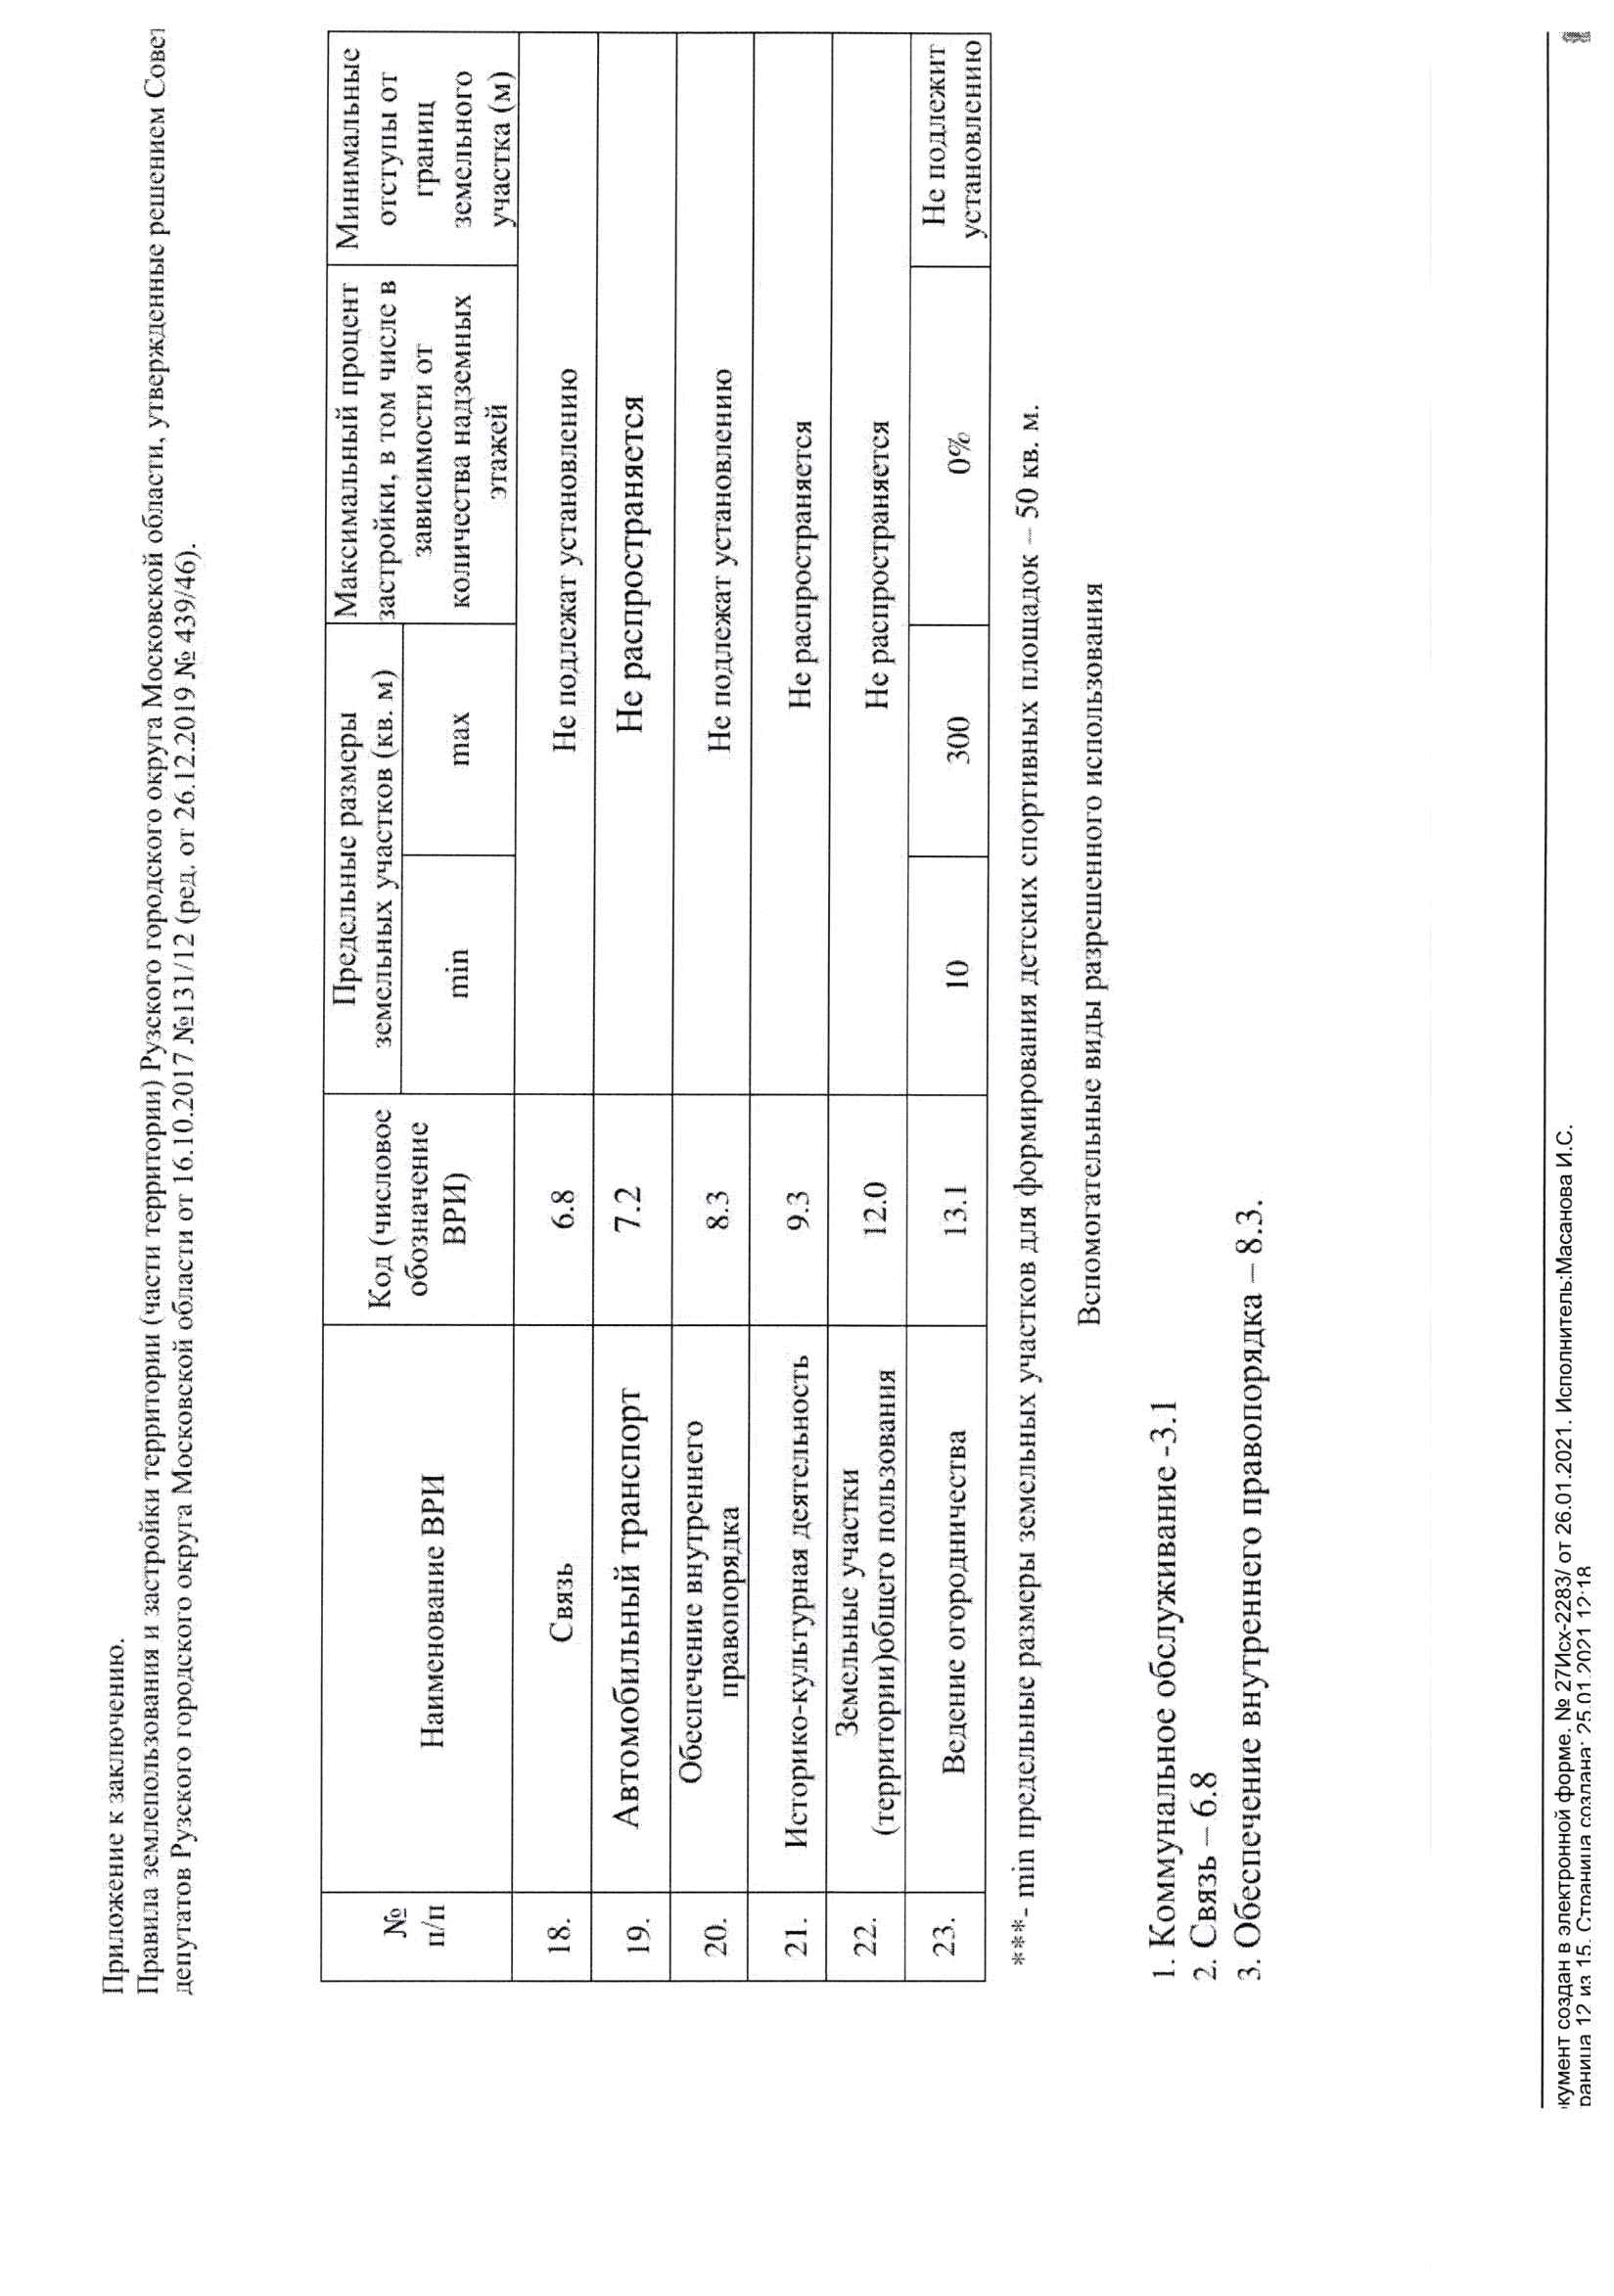 Приложение к заключению.
Правила землепользования и застройки территории (части территории) Рузского городского округа Московской области, утвержденные решением Совет
депутатов Рузского городского округа Московской области от 16.10.2017 №131/12 (ред. от 26.12.2019 № 439/46).
№ п/п
Наименование ВРИ
Код (числовое
обозначение
ВРИ)
Предельные размеры
земельных участков (кв. м)
min
max
Максимальный процент
застройки, в том числе в
зависимости от
количества надземных
этажей
Минимальные
отступы от
границ
земельного
участка (м)
18. Связь 6.8 Не подлежат установлению
19. Автомобильный транспорт 7.2 Не распространяется
20. Обеспечение внутреннего
правопорядка 8.3 Не подлежат установлению
21. Историко-культурная деятельность 9.3 Не распространяется
22. Земельные участки
(территории)общего пользования 12.0 Не распространяется
23. Ведение огородничества 13.1 10 300 0% Не подлежит
установлению
***- min предельные размеры земельных участков для формирования детских спортивных площадок – 50 кв. м.
Вспомогательные виды разрешенного использования
1. Коммунальное обслуживание -3.1
2. Связь – 6.8
3. Обеспечение внутреннего правопорядка – 8.3.
кумент создан в электронной форме. № 27Исх-2283/ от 26.01.2021. Исполнитель:Масанова И.С.
раница 12 из 15. Страница создана: 25.01.2021 12:18